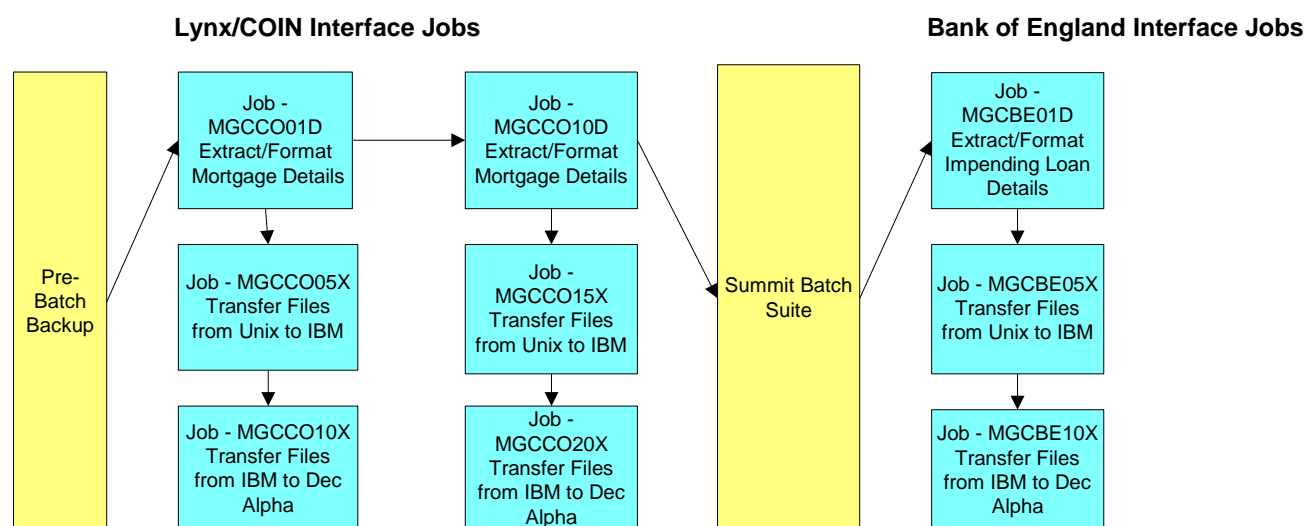 Lynx/COIN Interface Jobs
Bank of England Interface Jobs
Pre-
Batch
Backup
Job -
MGCCO01D
Extract/Format
Mortgage Details
Job - MGCCO05X
Transfer Files
from Unix to IBM
Job - MGCCO10X
Transfer Files
from IBM to Dec
Alpha
Job -
MGCCO10D
Extract/Format
Mortgage Details
Job -
MGCCO15X
Transfer Files
from Unix to IBM
Job -
MGCCO20X
Transfer Files
from IBM to Dec
Alpha
Summit Batch
Suite
Job -
MGCBE01D
Extract/Format
Impending Loan
Details
Job - MGCBE05X
Transfer Files
from Unix to IBM
Job - MGCBE10X
Transfer Files
from IBM to Dec
Alpha